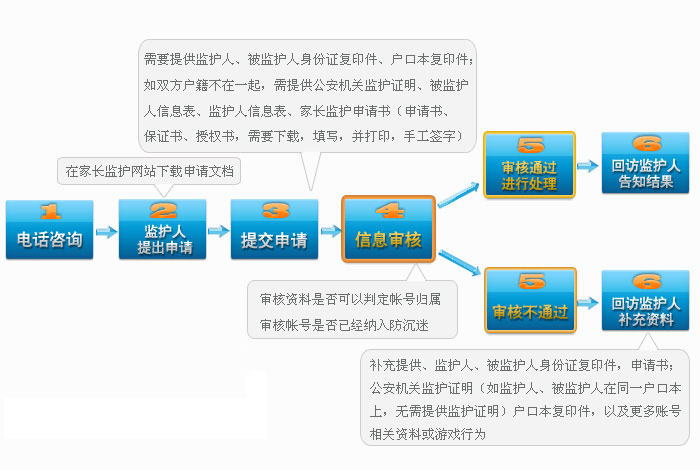 需要提供监护人、被监护人身份证复印件、户口本复印件;
如双方户籍不在一起，需提供公安机关监护证明、被监护
人信息表、监护人信息表、家长监护申请书（申请书、
保证书、授权书，需要下载，填写，并打印，手工签字）
在家长监护网站下载申请文档
1
电话咨询
2
监护人
提出申请
3
提交申请
4
信息审核
5
审核通过
进行处理
6
回访监护人
告知结果
5
审核不通过
6
回访监护人
补充资料
审核资料是否可以判定帐号归属
审核帐号是否已经纳入防沉迷
补充提供、监护人、被监护人身份证复印件，申请书；
公安机关监护证明（如监护人、被监护人在同一户口本
上，无需提供监护证明）户口本复印件，以及更多账号
相关资料或游戏行为